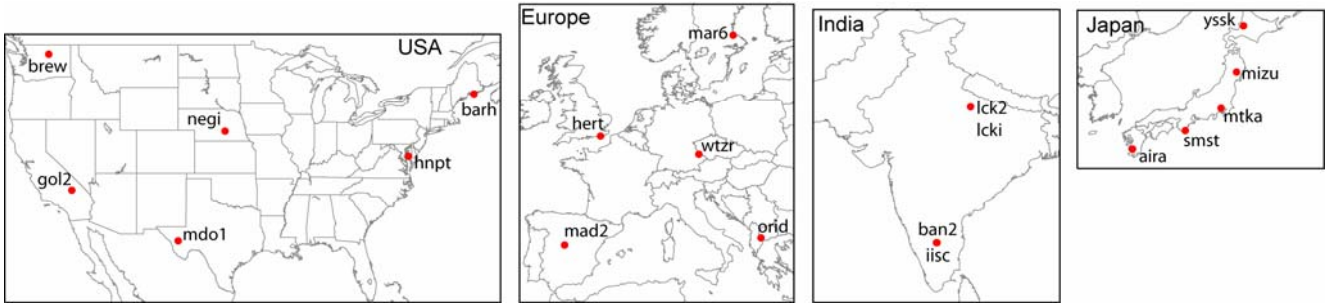 USA
brew
barh
negi
hnpt
gol2
mdo1
Europe
mar6
hert
wtzr
mad2
orid
India
lck2
lcki
ban2
iisc
Japan
yssk
mizu
mtka
smst
aira